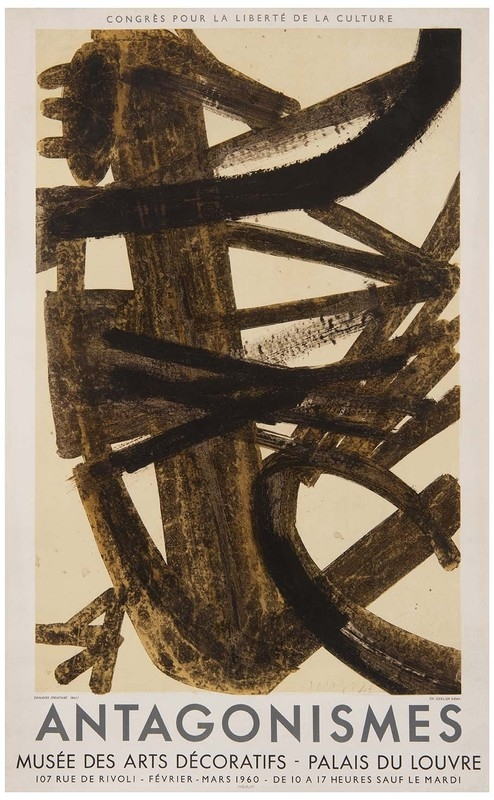 CONGRÈS POUR LA LIBERTÉ DE LA CULTURE
ANTAGONISMES
MUSÉE DES ARTS DÉCORATIFS - PALAIS DU LOUVRE
107 RUE DE RIVOLI - FÉVRIER - MARS 1960 - DE 10 A 17 HEURES SAUF LE MARDI